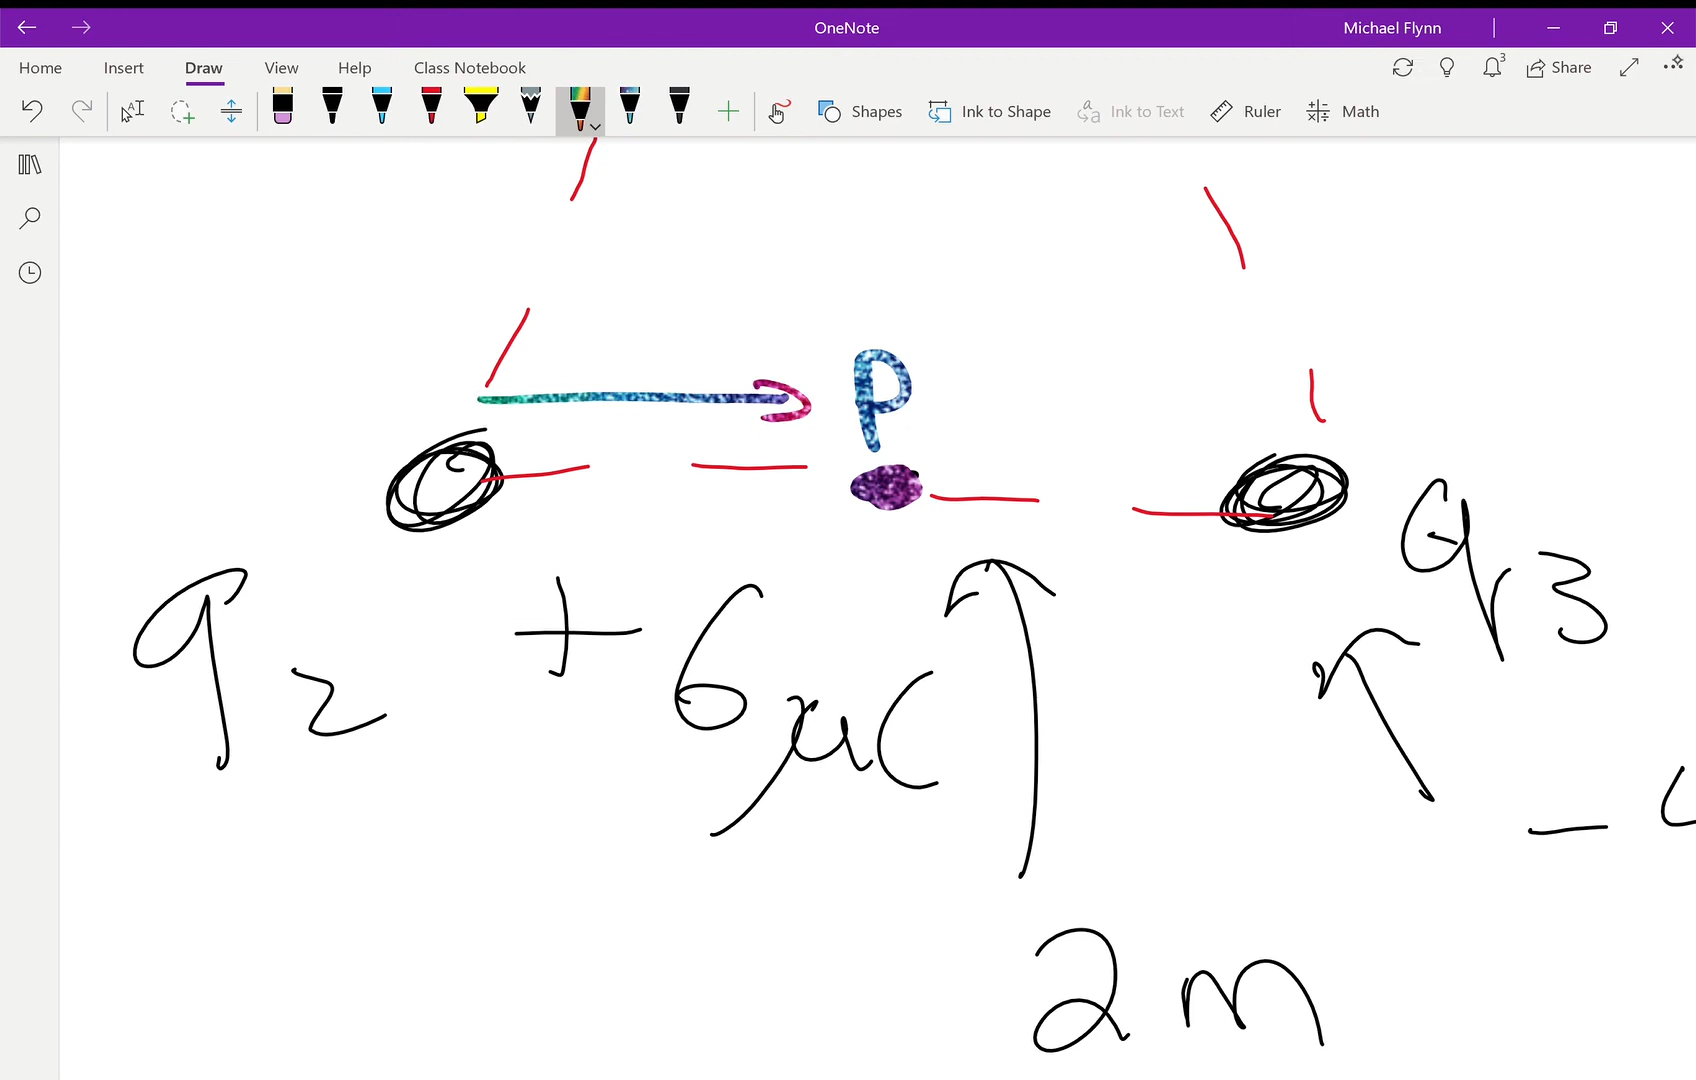 OneNote
Michael Flynn
Home Insert Draw View Help Class Notebook
3
Share
Shapes
Ink to Shape
Ink to Text
Ruler
Math
P
q2 +6μC
q3
2m